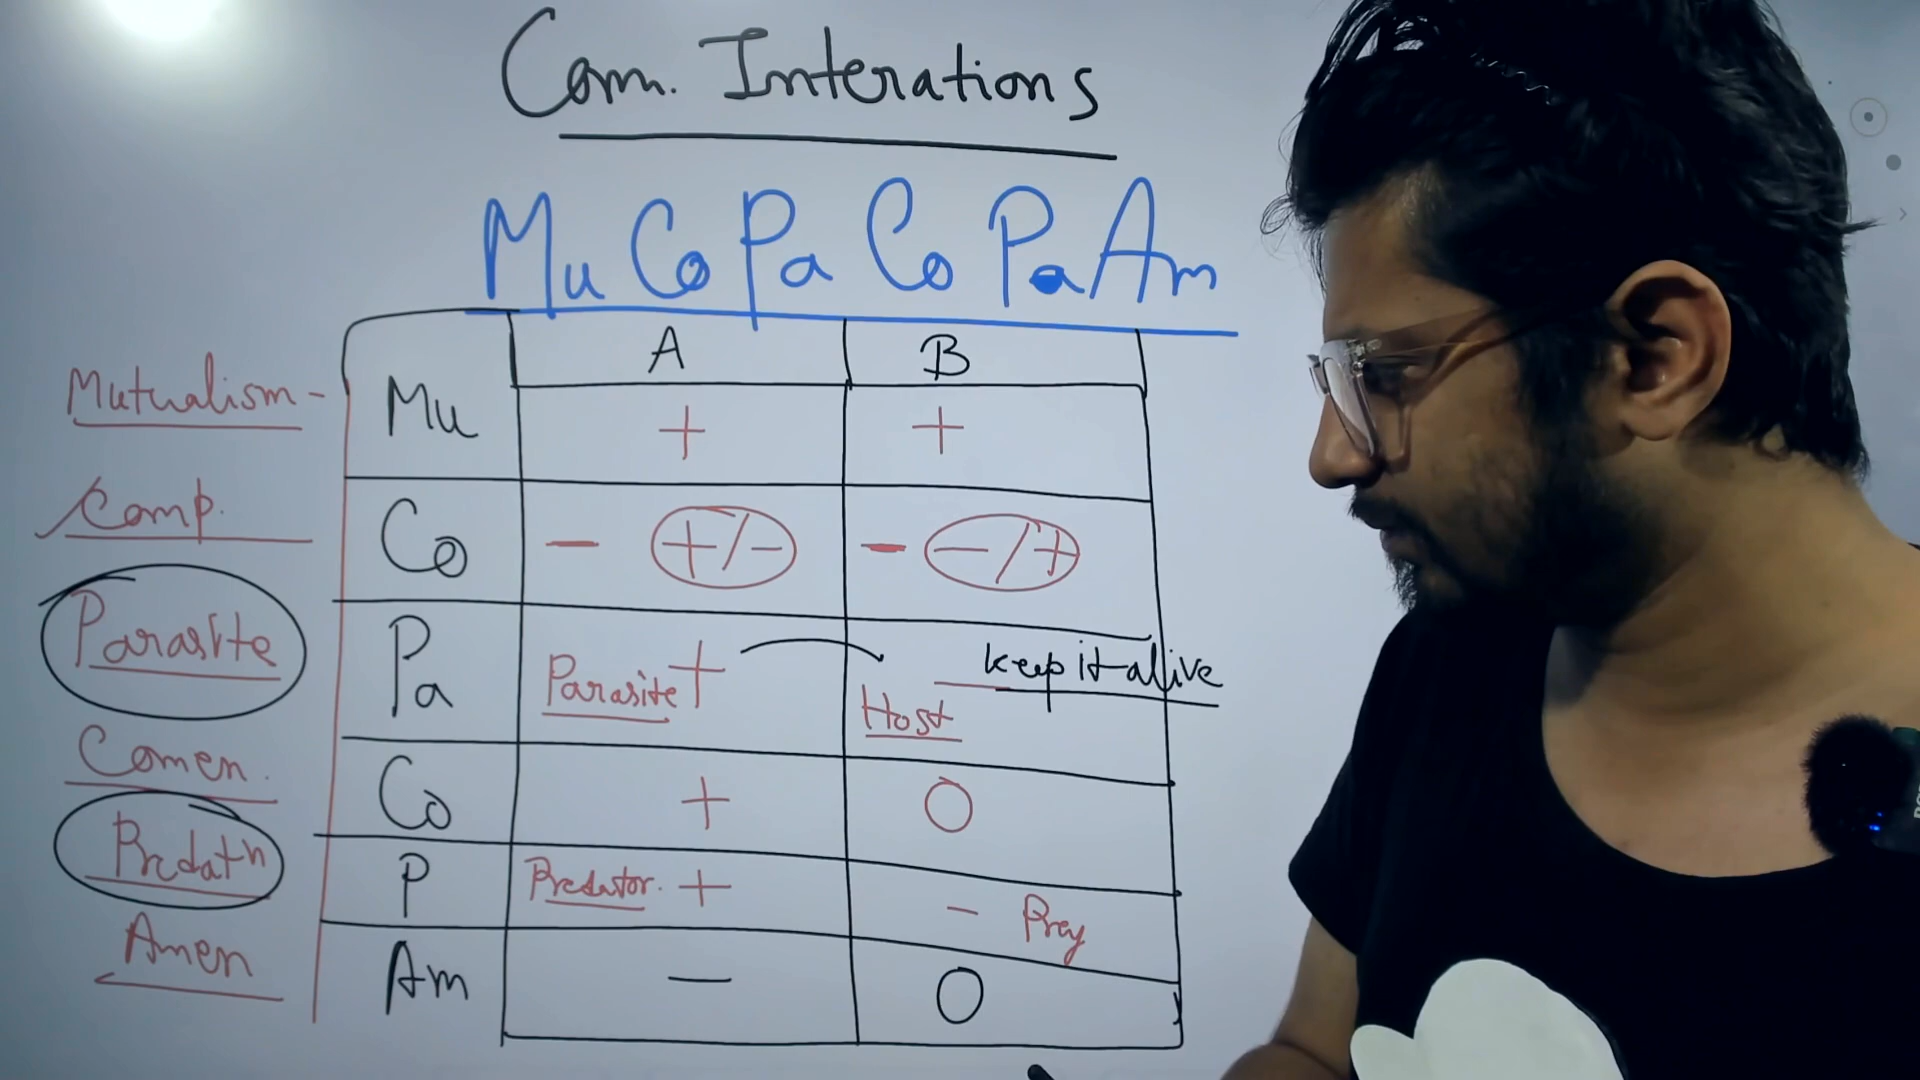 Com. Interations
Mu Co Pa Co Pa Am
A B
Mutualism - Mu + +
Comp. Co - +/- - -/+
Parasite Pa Parasite + Host keep it alive
Comen. Co + O
Predatn P Predator. + - Prey
Amen Am - O